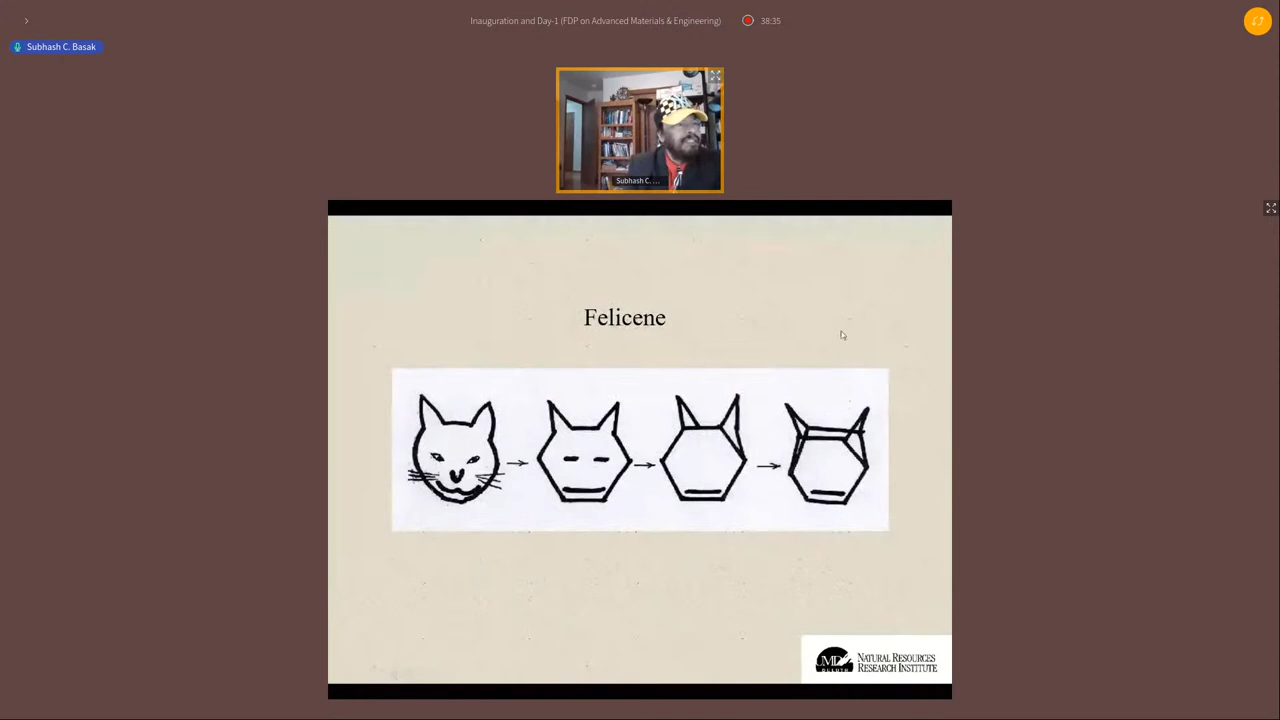 Inauguration and Day-1 (FDP on Advanced Materials & Engineering)
38:35
Subhash C. Basak
Subhash C. ...
Felicene
NATURAL RESOURCES
RESEARCH INSTITUTE